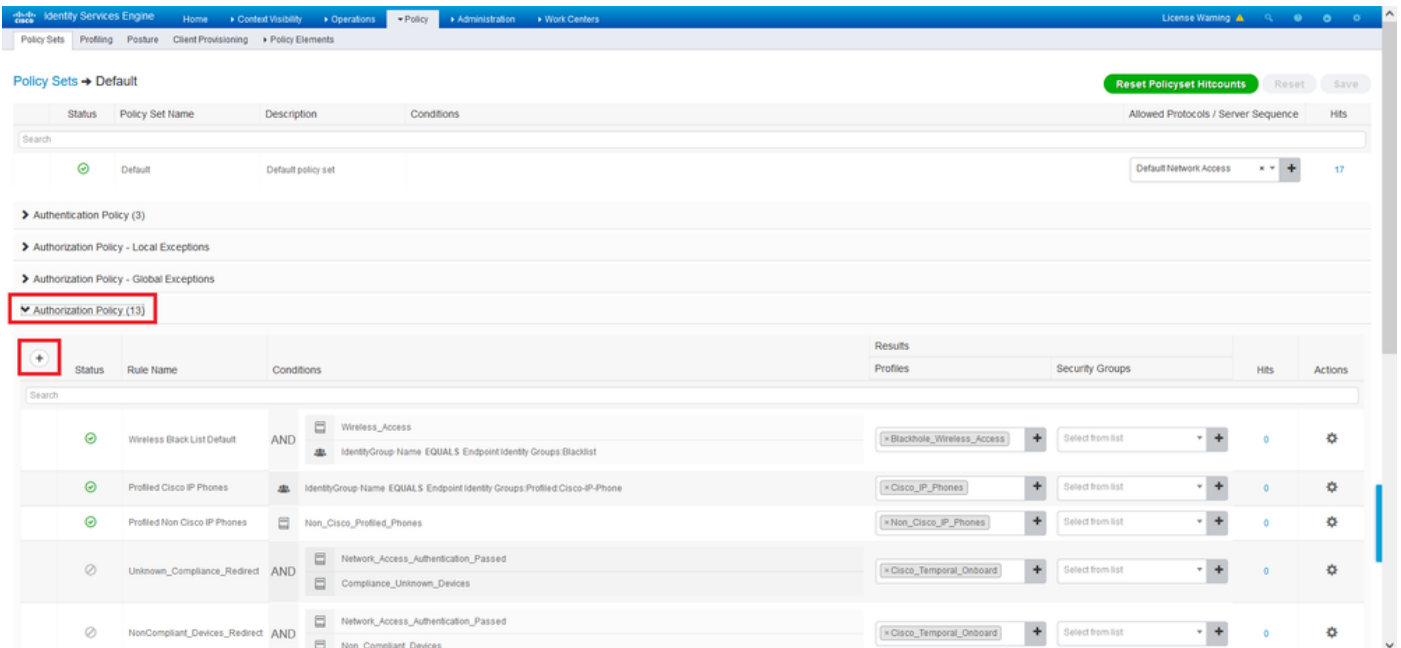 cisco Identity Services Engine Home Context Visibility Operations Policy Administration Work Centers License Warning
Policy Sets Profiling Posture Client Provisioning Policy Elements
Policy Sets → Default Reset Policyset Hitcounts Reset Save
Status Policy Set Name Description Conditions Allowed Protocols / Server Sequence Hits
Search
Default Default policy set Default Network Access × 17
Authentication Policy (3)
Authorization Policy - Local Exceptions
Authorization Policy - Global Exceptions
Authorization Policy (13)
Results
+ Status Rule Name Conditions Profiles Security Groups Hits Actions
Search
Wireless Black List Default AND Wireless_Access
IdentityGroup·Name EQUALS Endpoint Identity Groups:Blacklist
×Blackhole_Wireless_Access + Select from list + 0
Profiled Cisco IP Phones IdentityGroup·Name EQUALS Endpoint Identity Groups:Profiled:Cisco-IP-Phone ×Cisco_IP_Phones + Select from list + 0
Profiled Non Cisco IP Phones Non_Cisco_Profiled_Phones ×Non_Cisco_IP_Phones + Select from list + 0
Unknown_Compliance_Redirect AND Network_Access_Authentication_Passed
Compliance_Unknown_Devices
×Cisco_Temporal_Onboard + Select from list + 0
NonCompliant_Devices_Redirect AND Network_Access_Authentication_Passed
Non_Compliant_Devices
×Cisco_Temporal_Onboard + Select from list + 0